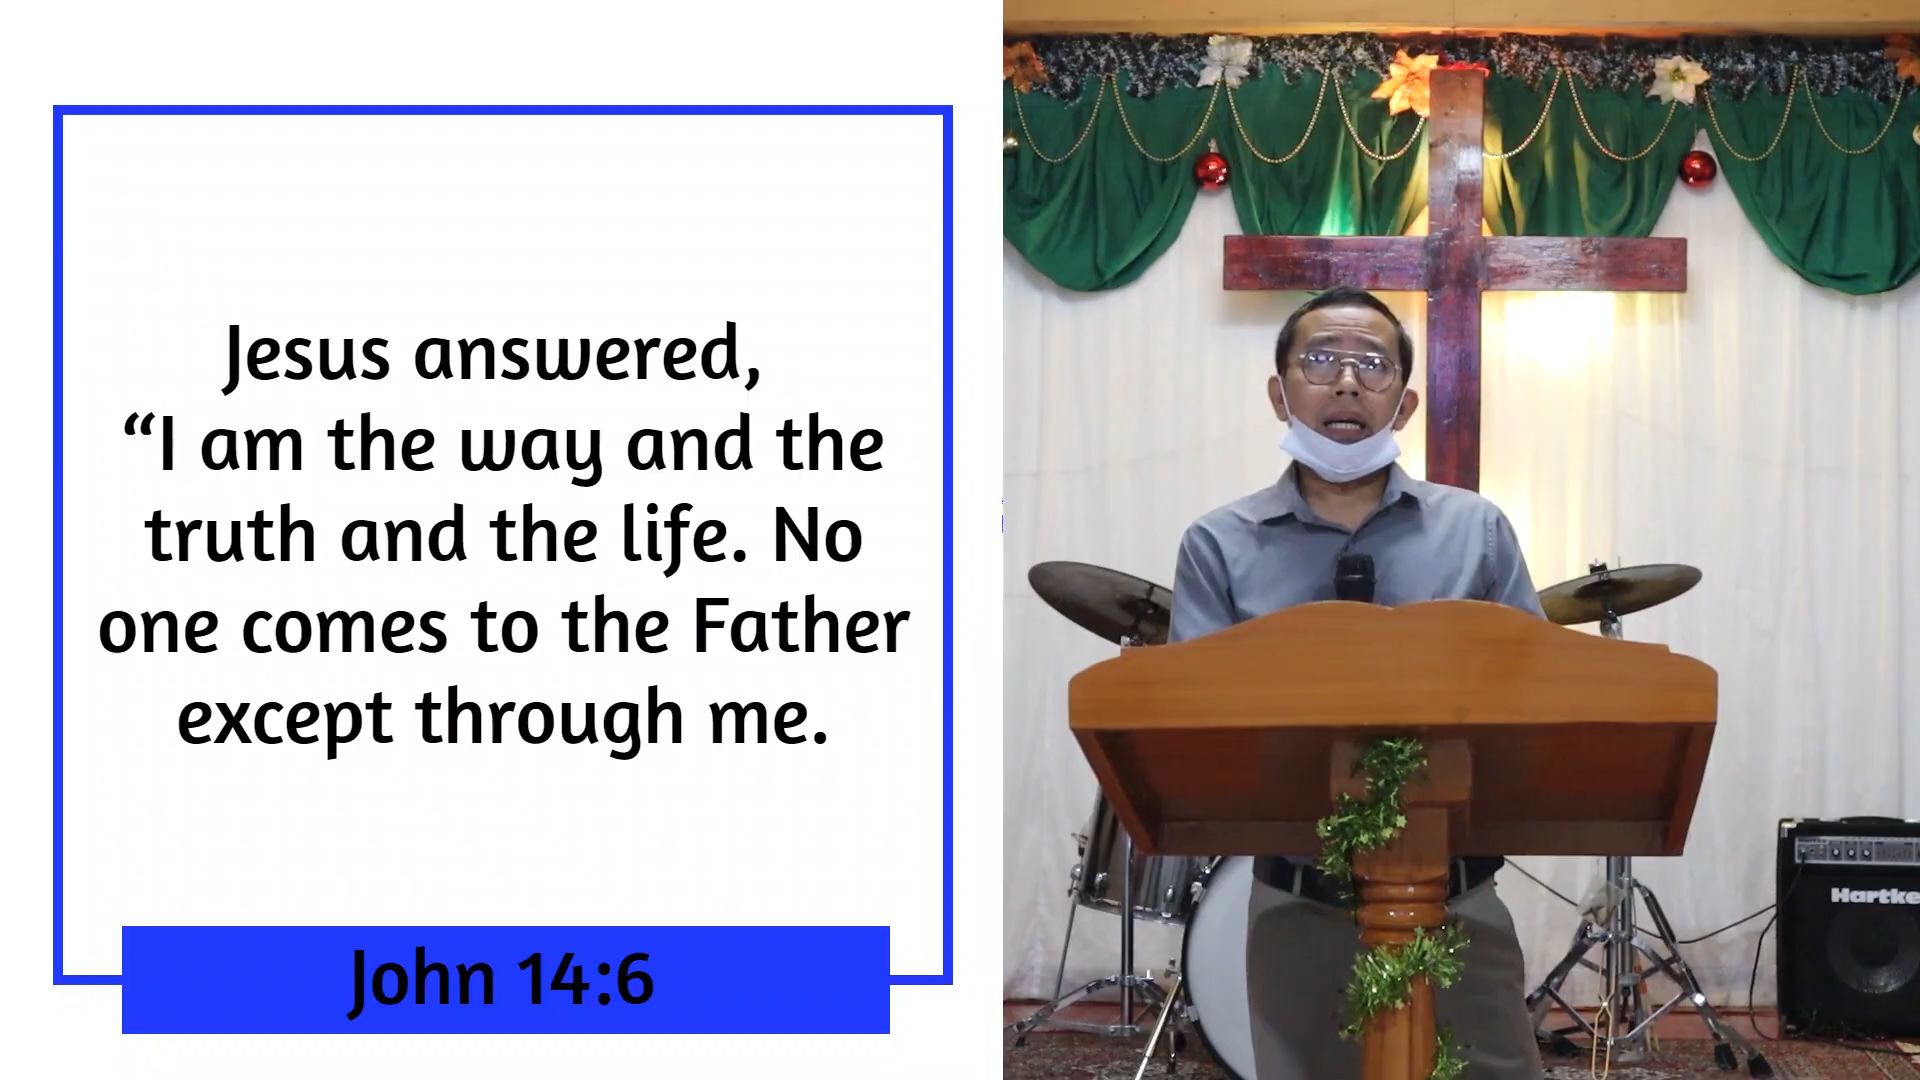 Jesus answered,
“I am the way and the
truth and the life. No
one comes to the Father
except through me.
John 14:6
Hartke